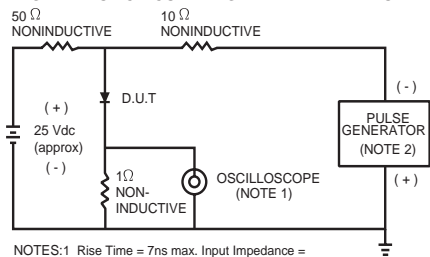 50 Ω
NONINDUCTIVE
10 Ω
NONINDUCTIVE
( + )
25 Vdc
(approx)
( - )
D.U.T
1Ω
NON-
INDUCTIVE
OSCILLOSCOPE
(NOTE 1)
( - )
PULSE
GENERATOR
(NOTE 2)
( + )
NOTES:1 Rise Time = 7ns max. Input Impedance =